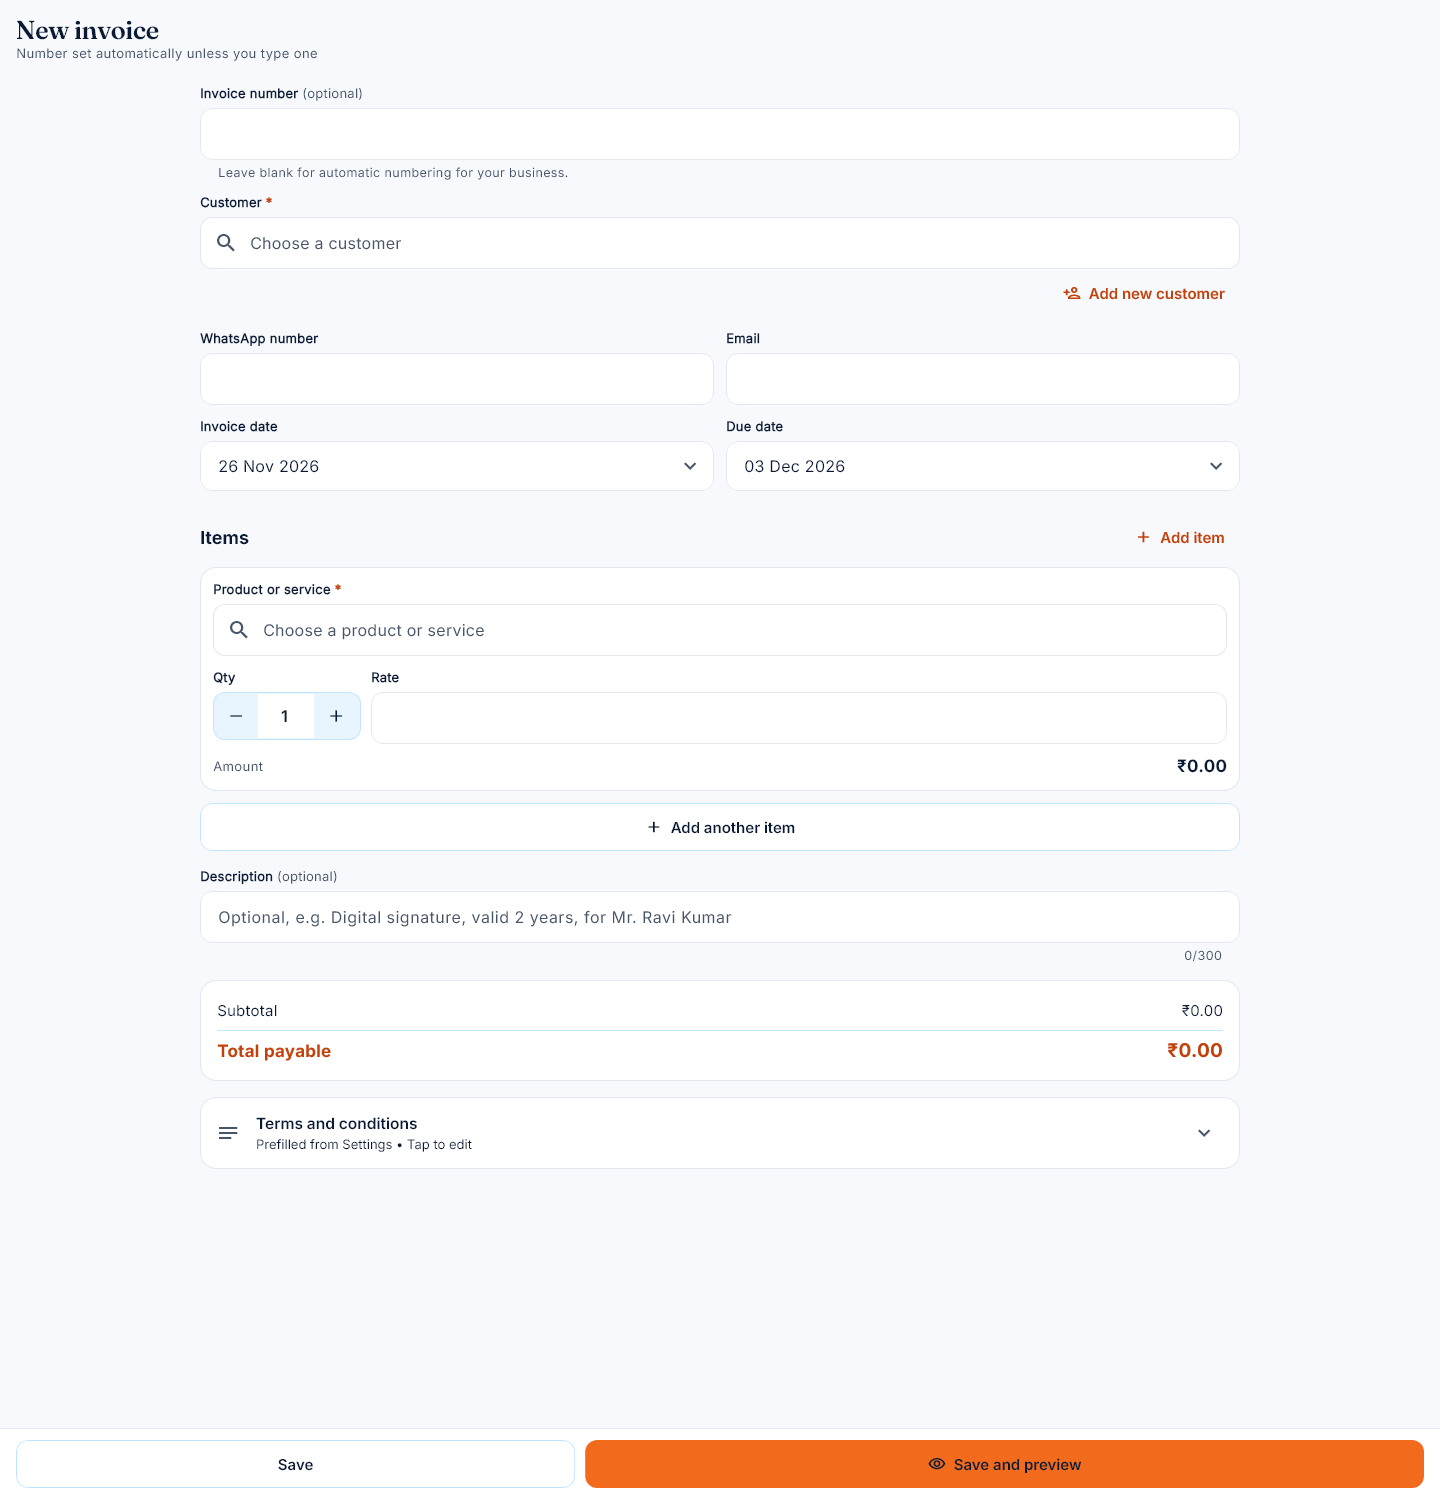 New invoice
Number set automatically unless you type one
Invoice number (optional)
Leave blank for automatic numbering for your business.
Customer *
Choose a customer
Add new customer
WhatsApp number
Email
Invoice date
Due date
26 Nov 2026
03 Dec 2026
Items
+ Add item
Product or service *
Choose a product or service
Qty
Rate
− 1 +
Amount
₹0.00
+ Add another item
Description (optional)
Optional, e.g. Digital signature, valid 2 years, for Mr. Ravi Kumar
0/300
Subtotal
₹0.00
Total payable
₹0.00
Terms and conditions
Prefilled from Settings • Tap to edit
Save
Save and preview